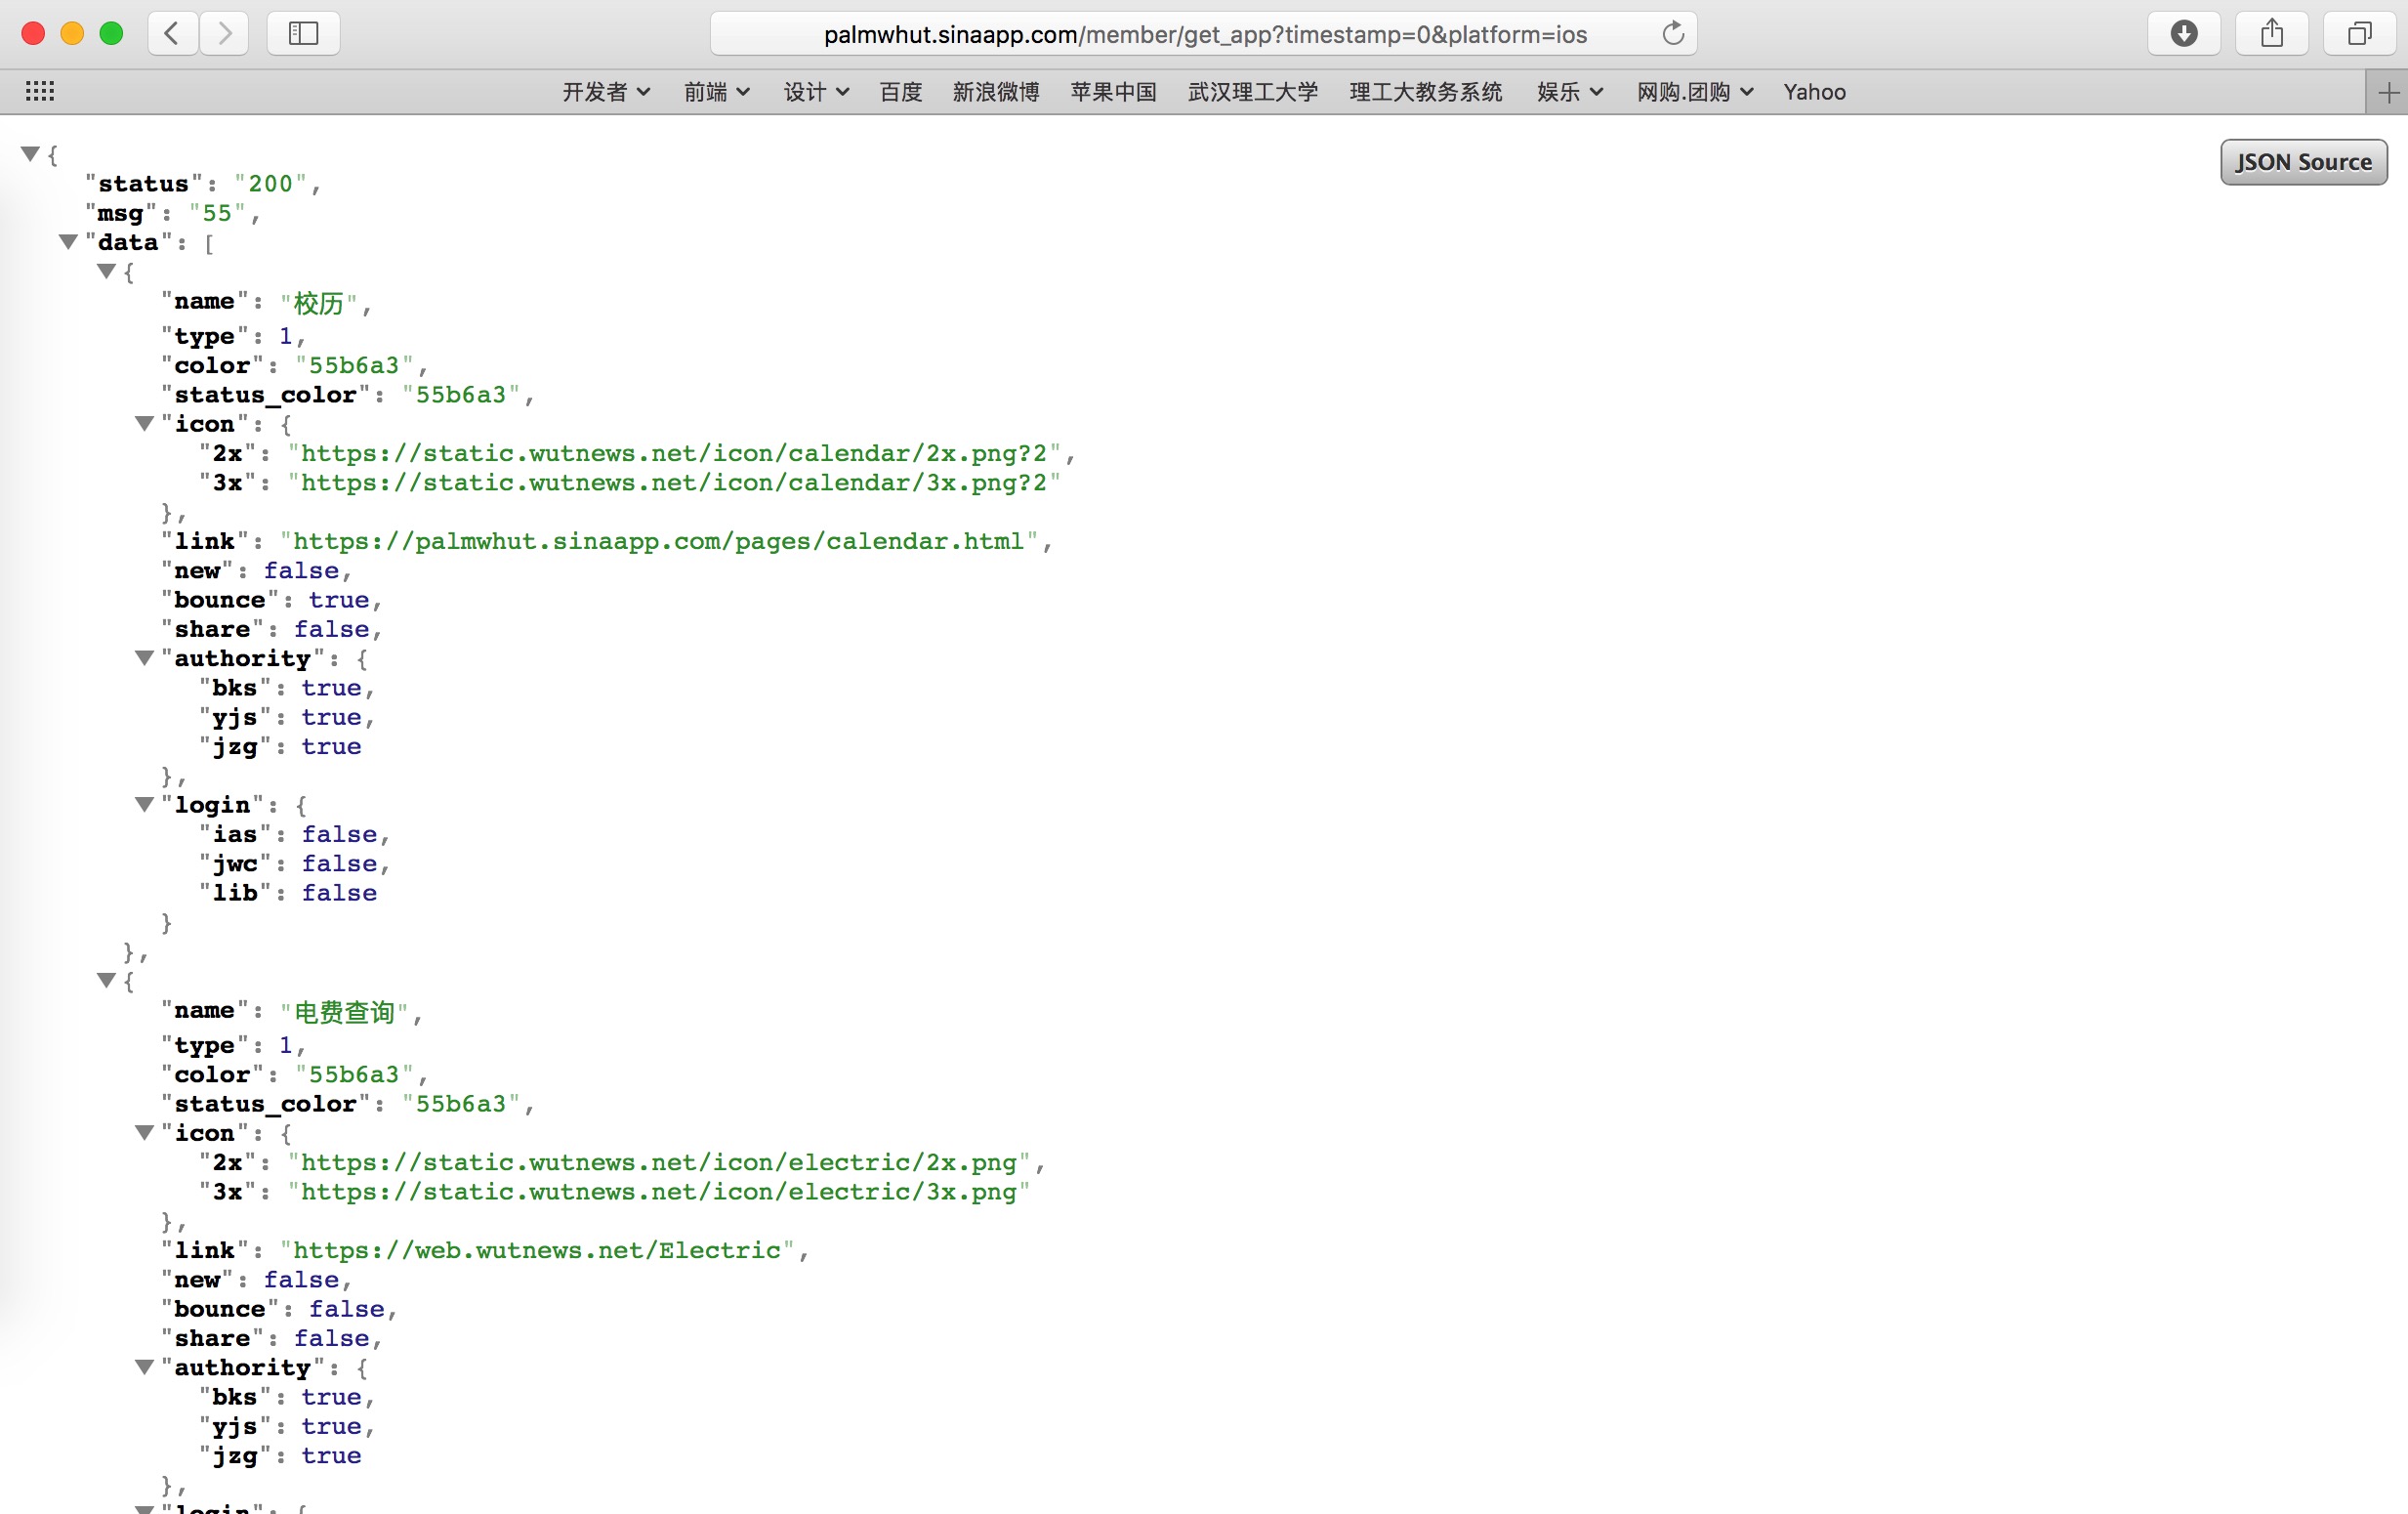 palmwhut.sinaapp.com/member/get_app?timestamp=0&platform=ios
开发者 前端 设计 百度 新浪微博 苹果中国 武汉理工大学 理工大教务系统 娱乐 网购.团购 Yahoo
JSON Source
{
"status": "200",
"msg": "55",
"data": [
{
"name": "校历",
"type": 1,
"color": "55b6a3",
"status_color": "55b6a3",
"icon": {
"2x": "https://static.wutnews.net/icon/calendar/2x.png?2",
"3x": "https://static.wutnews.net/icon/calendar/3x.png?2"
},
"link": "https://palmwhut.sinaapp.com/pages/calendar.html",
"new": false,
"bounce": true,
"share": false,
"authority": {
"bks": true,
"yjs": true,
"jzg": true
},
"login": {
"ias": false,
"jwc": false,
"lib": false
}
},
{
"name": "电费查询",
"type": 1,
"color": "55b6a3",
"status_color": "55b6a3",
"icon": {
"2x": "https://static.wutnews.net/icon/electric/2x.png",
"3x": "https://static.wutnews.net/icon/electric/3x.png"
},
"link": "https://web.wutnews.net/Electric",
"new": false,
"bounce": false,
"share": false,
"authority": {
"bks": true,
"yjs": true,
"jzg": true
},
"login": {